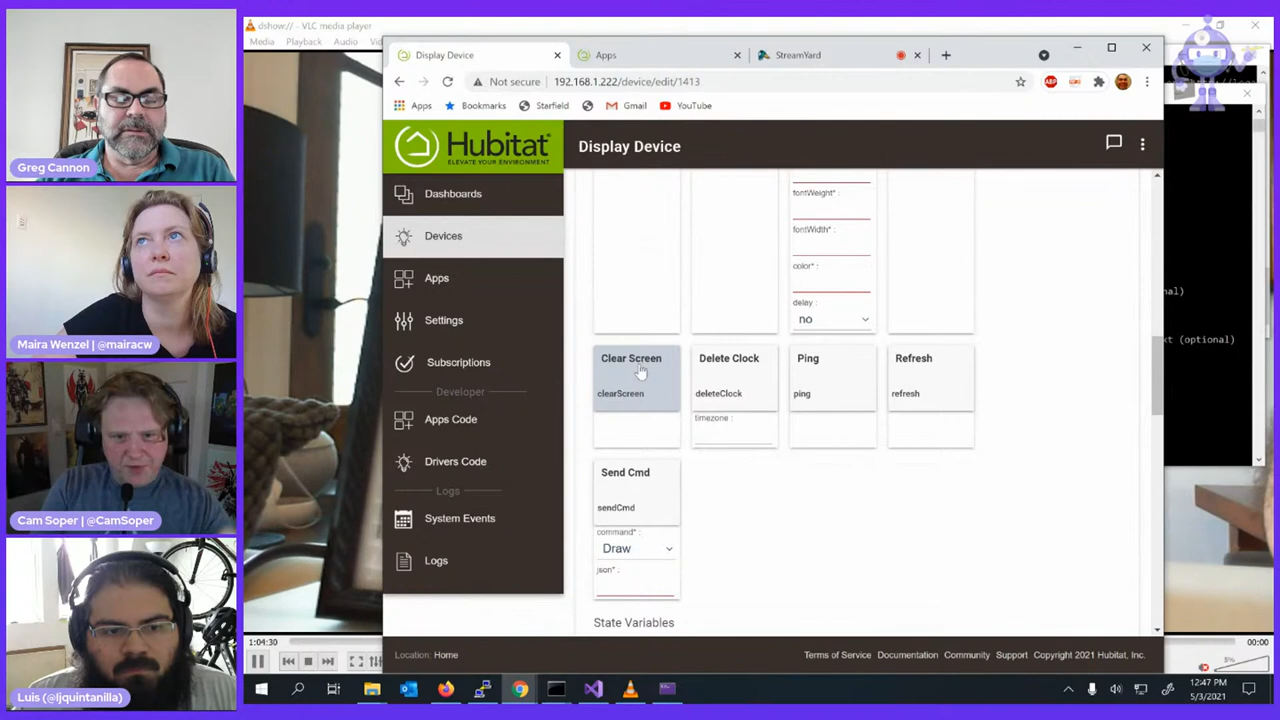 Greg Cannon
Maira Wenzel | @mairacw
Cam Soper | @CamSoper
Luis (@ljquintanilla)
dshow:// - VLC media player
Media Playback Audio
Display Device
Apps
StreamYard
Not secure 192.168.1.222/device/edit/1413
ABP
Apps Bookmarks Starfield Gmail YouTube
Hubitat
ELEVATE YOUR ENVIRONMENT
Display Device
Dashboards
Devices
Apps
Settings
Subscriptions
Developer
Apps Code
Drivers Code
Logs
System Events
Logs
fontWeight* :
fontWidth* :
color* :
delay :
no
Clear Screen
clearScreen
Delete Clock
deleteClock
timezone :
Ping
ping
Refresh
refresh
Send Cmd
sendCmd
command* :
Draw
json* :
State Variables
Location: Home
Terms of Service Documentation Community Support Copyright 2021 Hubitat, Inc.
(optional)
1:04:30
00:00
5%
12:47 PM
5/3/2021